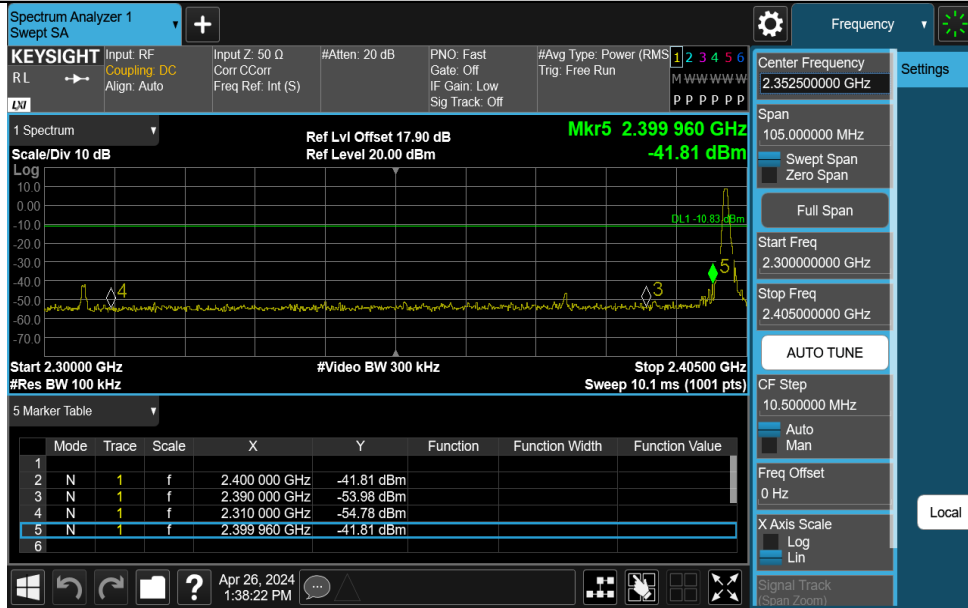 Spectrum Analyzer 1
Swept SA
+
Frequency
KEYSIGHT
R L
LXI
Input: RF
Coupling: DC
Align: Auto
Input Z: 50 Ω
Corr CCorr
Freq Ref: Int (S)
#Atten: 20 dB
PNO: Fast
Gate: Off
IF Gain: Low
Sig Track: Off
#Avg Type: Power (RMS
Trig: Free Run
1 2 3 4 5 6
M W W W W W
P P P P P P
1 Spectrum
Scale/Div 10 dB
Ref Lvl Offset 17.90 dB
Ref Level 20.00 dBm
Mkr5 2.399 960 GHz
-41.81 dBm
Log
10.0
0.00
-10.0
-20.0
-30.0
-40.0
-50.0
-60.0
-70.0
DL1 -10.83 dBm
4
3
5
Start 2.30000 GHz
#Res BW 100 kHz
#Video BW 300 kHz
Stop 2.40500 GHz
Sweep 10.1 ms (1001 pts)
5 Marker Table
Mode Trace Scale X Y Function Function Width Function Value
1
2 N 1 f 2.400 000 GHz -41.81 dBm
3 N 1 f 2.390 000 GHz -53.98 dBm
4 N 1 f 2.310 000 GHz -54.78 dBm
5 N 1 f 2.399 960 GHz -41.81 dBm
6
?
Apr 26, 2024
1:38:22 PM
Center Frequency
2.352500000 GHz
Span
105.000000 MHz
Swept Span
Zero Span
Full Span
Start Freq
2.300000000 GHz
Stop Freq
2.405000000 GHz
AUTO TUNE
CF Step
10.500000 MHz
Auto
Man
Freq Offset
0 Hz
X Axis Scale
Log
Lin
Signal Track
(Span Zoom)
Settings
Local